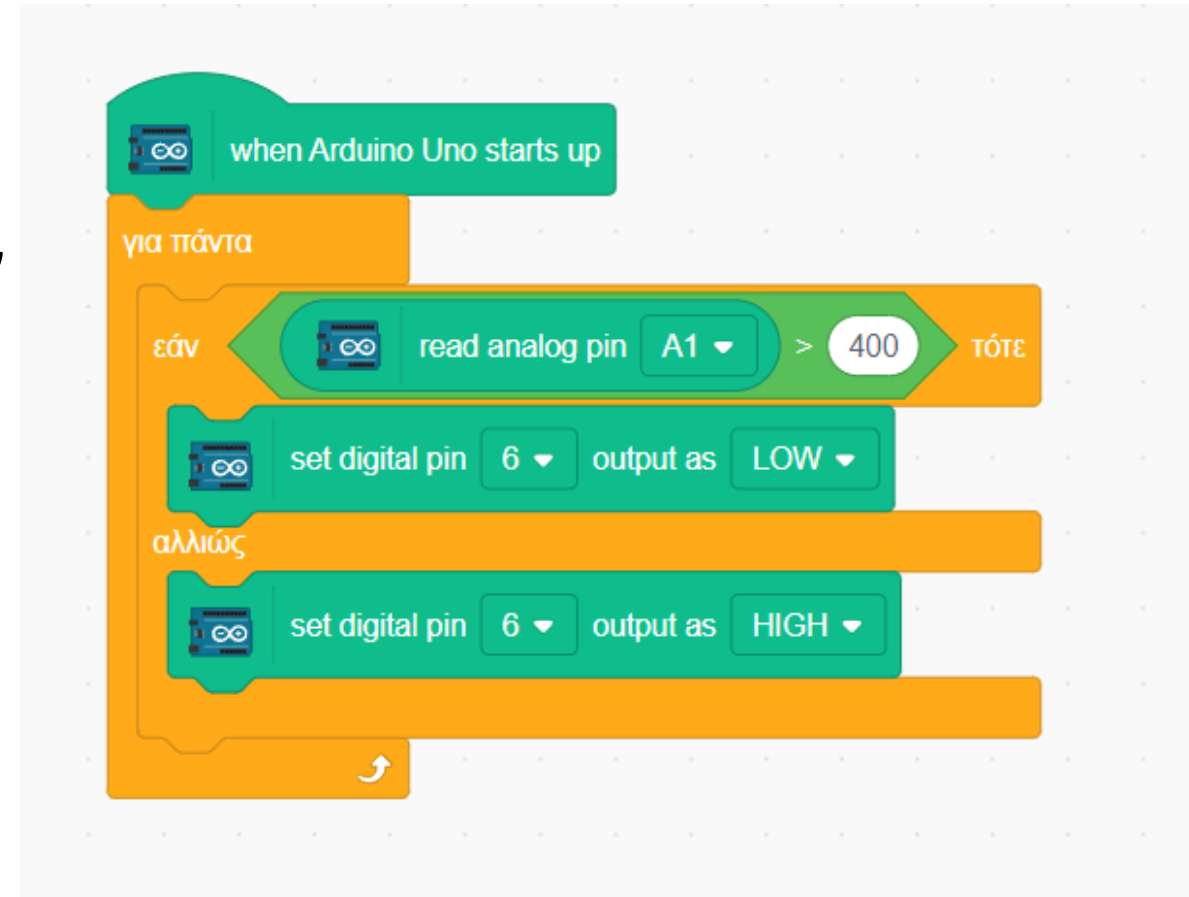 when Arduino Uno starts up
για πάντα
εάν read analog pin A1 > 400 τότε
set digital pin 6 output as LOW
αλλιώς
set digital pin 6 output as HIGH